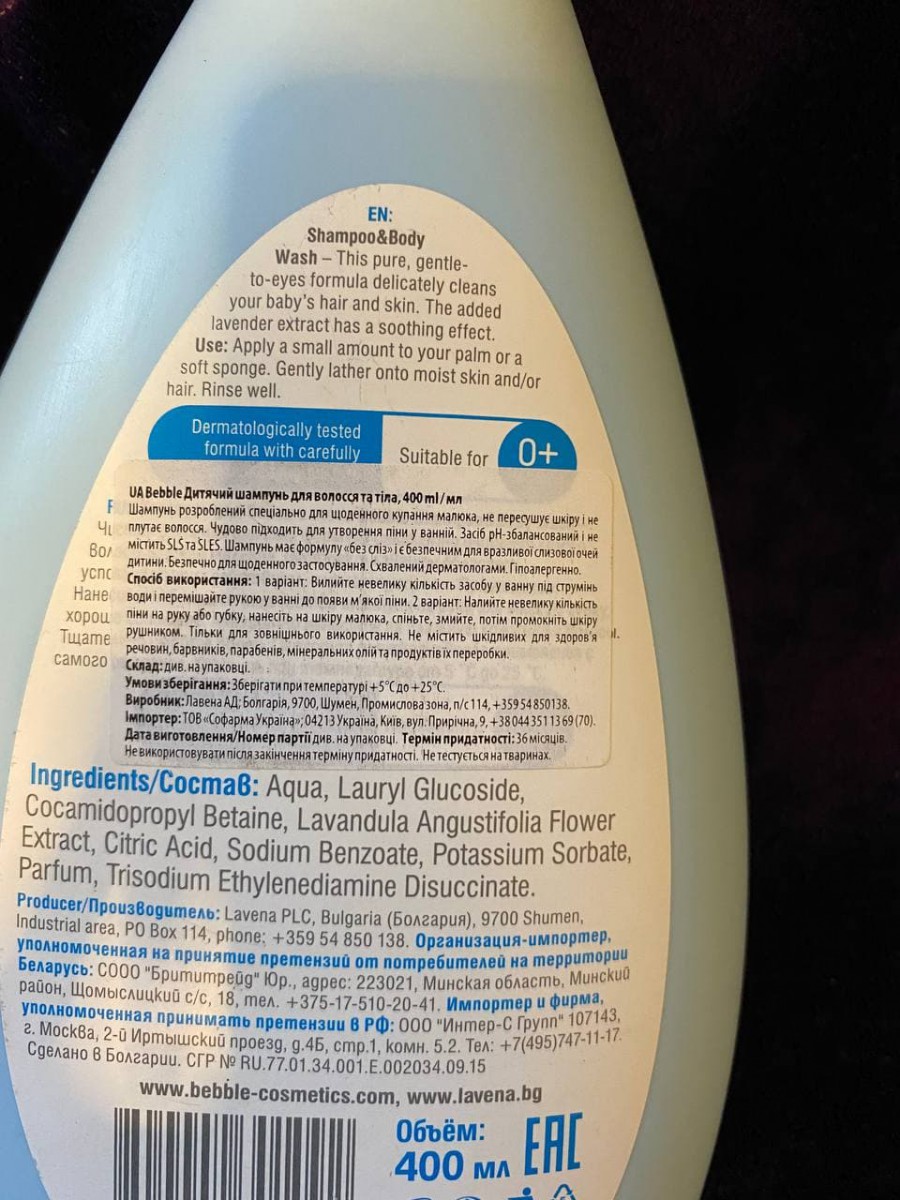 EN:
Shampoo&Body
Wash – This pure, gentle-
to-eyes formula delicately cleans
your baby's hair and skin. The added
lavender extract has a soothing effect.
Use: Apply a small amount to your palm or a
soft sponge. Gently lather onto moist skin and/or
hair. Rinse well.
Dermatologically tested
formula with carefully
Suitable for 0+
UA Bebble Дитячий шампунь для волосся та тіла, 400 ml / мл
Шампунь розроблений спеціально для щоденного купання малюка, не пересушує шкіру і не
плутає волосся. Чудово підходить для утворення піни у ванній. Засіб pH-збалансований і не
містить SLS та SLES. Шампунь має формулу «без сліз» і є безпечним для вразливої слизової очей
дитини. Безпечно для щоденного застосування. Схвалений дерматологами. Гіпоалергенно.
Спосіб використання: 1 варіант: Вилийте невелику кількість засобу у ванну під струмінь
води і перемішайте рукою у ванні до появи м'якої піни. 2 варіант: Налийте невелику кількість
піни на руку або губку, нанесіть на шкіру малюка, спіньте, змийте, потім промокніть шкіру
рушником. Тільки для зовнішнього використання. Не містить шкідливих для здоров'я
речовин, барвників, парабенів, мінеральних олій та продуктів їх переробки.
Склад: див. на упаковці.
Умови зберігання: Зберігати при температурі +5°C до +25°C.
Виробник: Лавена АД; Болгарія, 9700, Шумен, Промислова зона, п/с 114, +359 54 850138.
Імпортер: ТОВ «Софарма Україна»; 04213 Україна, Київ, вул. Прирічна, 9, +38 044 351 13 69 (70).
Дата виготовлення/Номер партії див. на упаковці. Термін придатності: 36 місяців.
Не використовувати після закінчення терміну придатності. Не тестується на тваринах.
Нане
хорош
Тщате
самого
Ingredients/Состав: Aqua, Lauryl Glucoside,
Cocamidopropyl Betaine, Lavandula Angustifolia Flower
Extract, Citric Acid, Sodium Benzoate, Potassium Sorbate,
Parfum, Trisodium Ethylenediamine Disuccinate.
Producer/Производитель: Lavena PLC, Bulgaria (Болгария), 9700 Shumen,
Industrial area, PO Box 114, phone: +359 54 850 138. Организация-импортер,
уполномоченная на принятие претензий от потребителей на территории
Беларусь: СООО "Брититрейд" Юр., адрес: 223021, Минская область, Минский
район, Щомыслицкий с/с, 18, тел. +375-17-510-20-41. Импортер и фирма,
уполномоченная принимать претензии в РФ: ООО "Интер-С Групп" 107143,
г. Москва, 2-й Иртышский проезд, д.4Б, стр.1, комн. 5.2. Тел: +7(495)747-11-17.
Сделано в Болгарии. СГР № RU.77.01.34.001.E.002034.09.15
www.bebble-cosmetics.com, www.lavena.bg
Объём:
400 мл
EAC